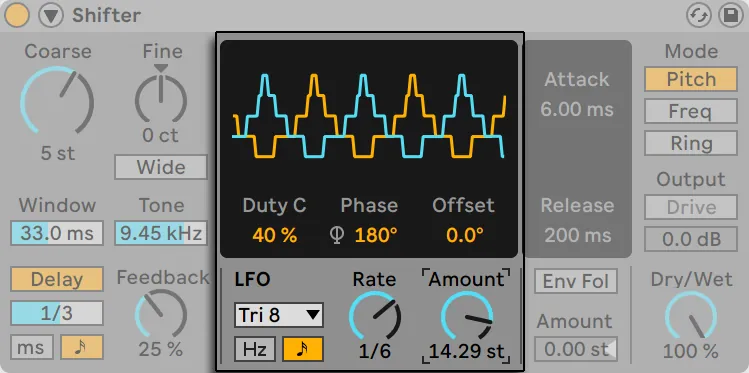 Shifter
Coarse
5 st
Fine
0 ct
Wide
Window
33.0 ms
Tone
9.45 kHz
Delay
1/3
ms
Feedback
25 %
Duty C
40 %
Phase
180°
Offset
0.0°
LFO
Tri 8
Hz
Rate
1/6
Amount
14.29 st
Attack
6.00 ms
Release
200 ms
Env Fol
Amount
0.00 st
Mode
Pitch
Freq
Ring
Output
Drive
0.0 dB
Dry/Wet
100 %